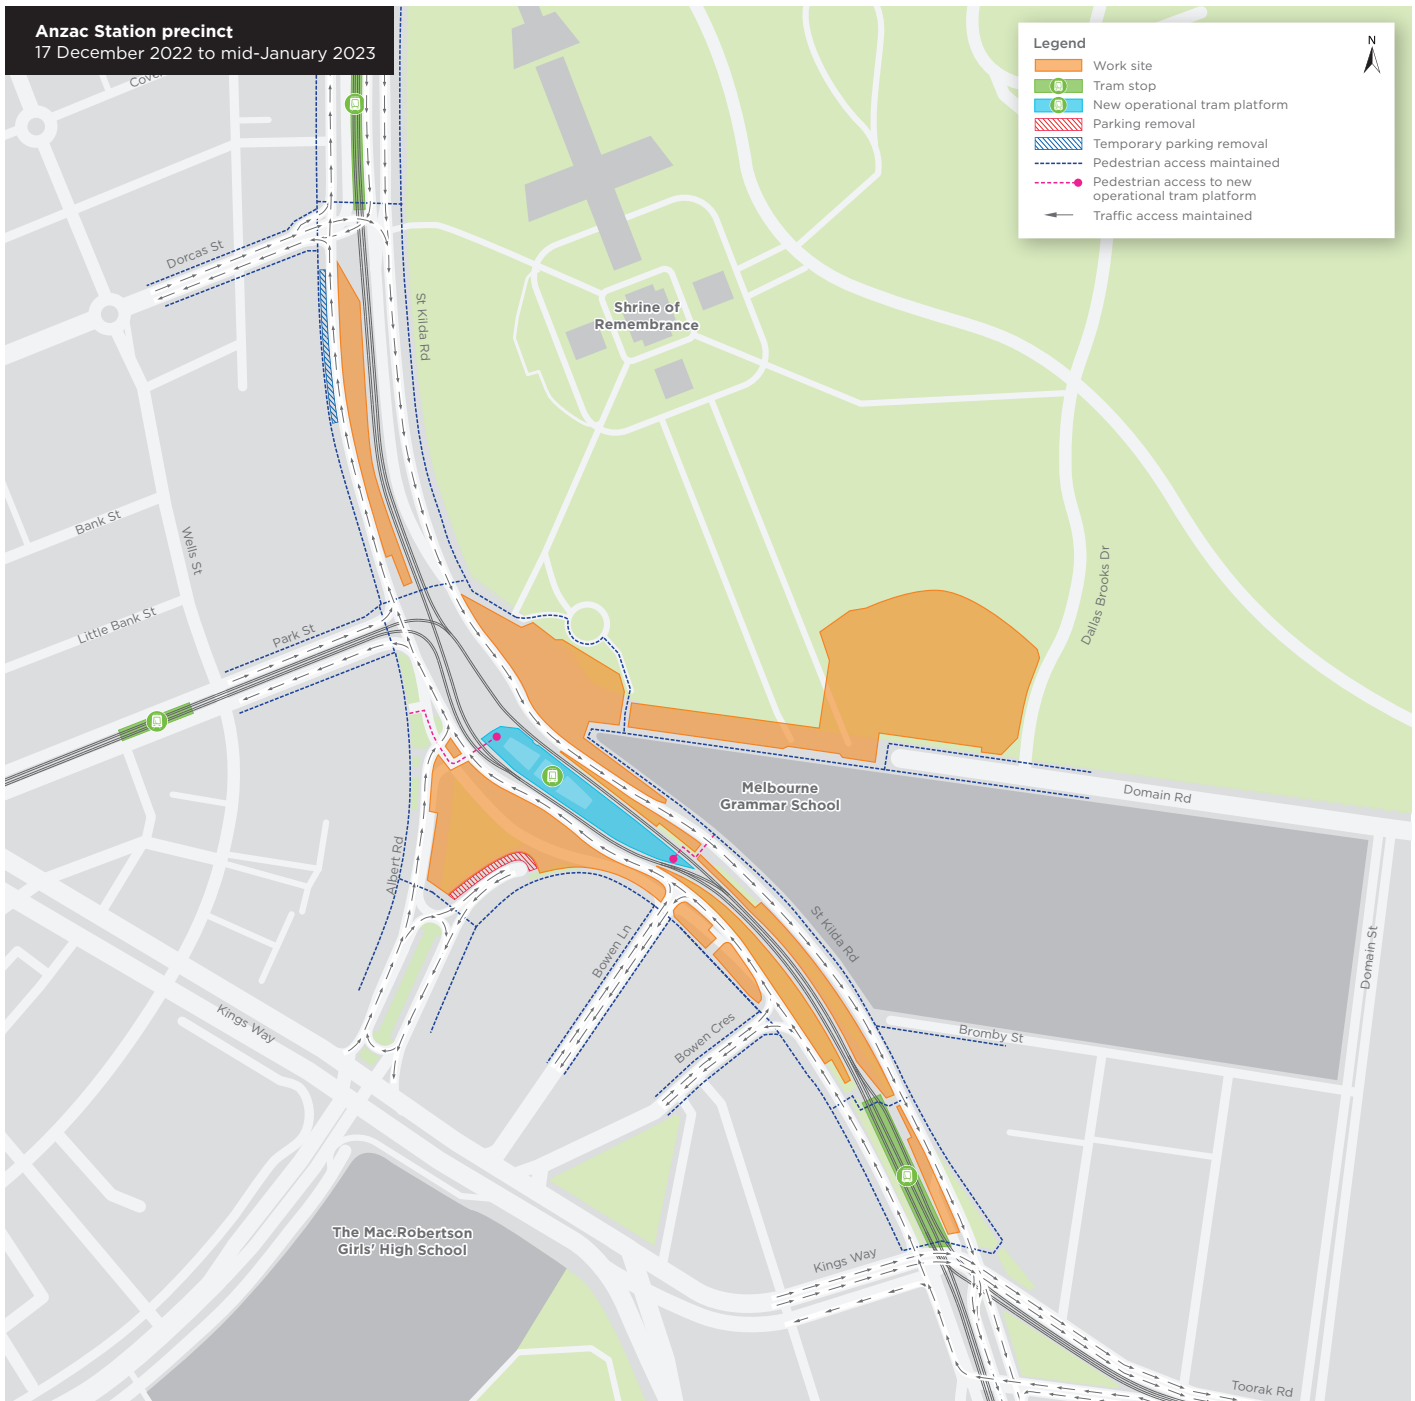 Anzac Station precinct
17 December 2022 to mid-January 2023
Legend
N
Work site
Tram stop
New operational tram platform
Parking removal
Temporary parking removal
Pedestrian access maintained
Pedestrian access to new
operational tram platform
Traffic access maintained
Dorcas St
St Kilda Rd
Shrine of
Remembrance
Bank St
Wells St
Little Bank St
Park St
Dallas Brooks Dr
Melbourne
Grammar School
Domain Rd
Albert Rd
St Kilda Rd
Bowen Ln
Domain St
Kings Way
Bowen Cres
Bromby St
The Mac.Robertson
Girls' High School
Kings Way
Toorak Rd